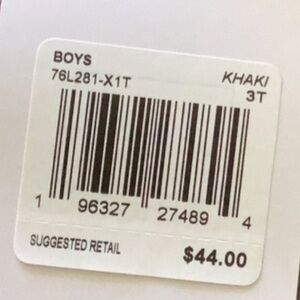 BOYS
76L281-X1T KHAKI
3T
1 96327 27489 4
SUGGESTED RETAIL $44.00